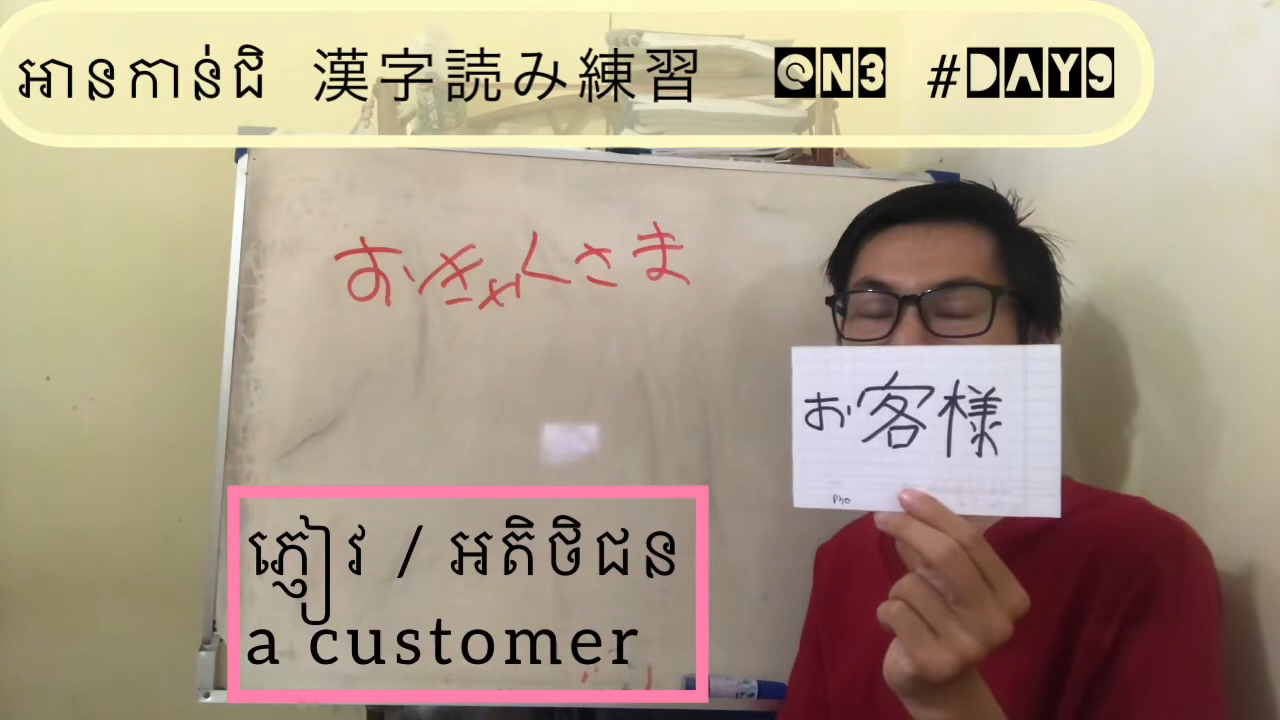 អានកាន់ជិ 漢字読み練習 @N3 #DAY9
おきゃくさま
お客様
Pho
ភ្ញៀវ / អតិថិជន
a customer